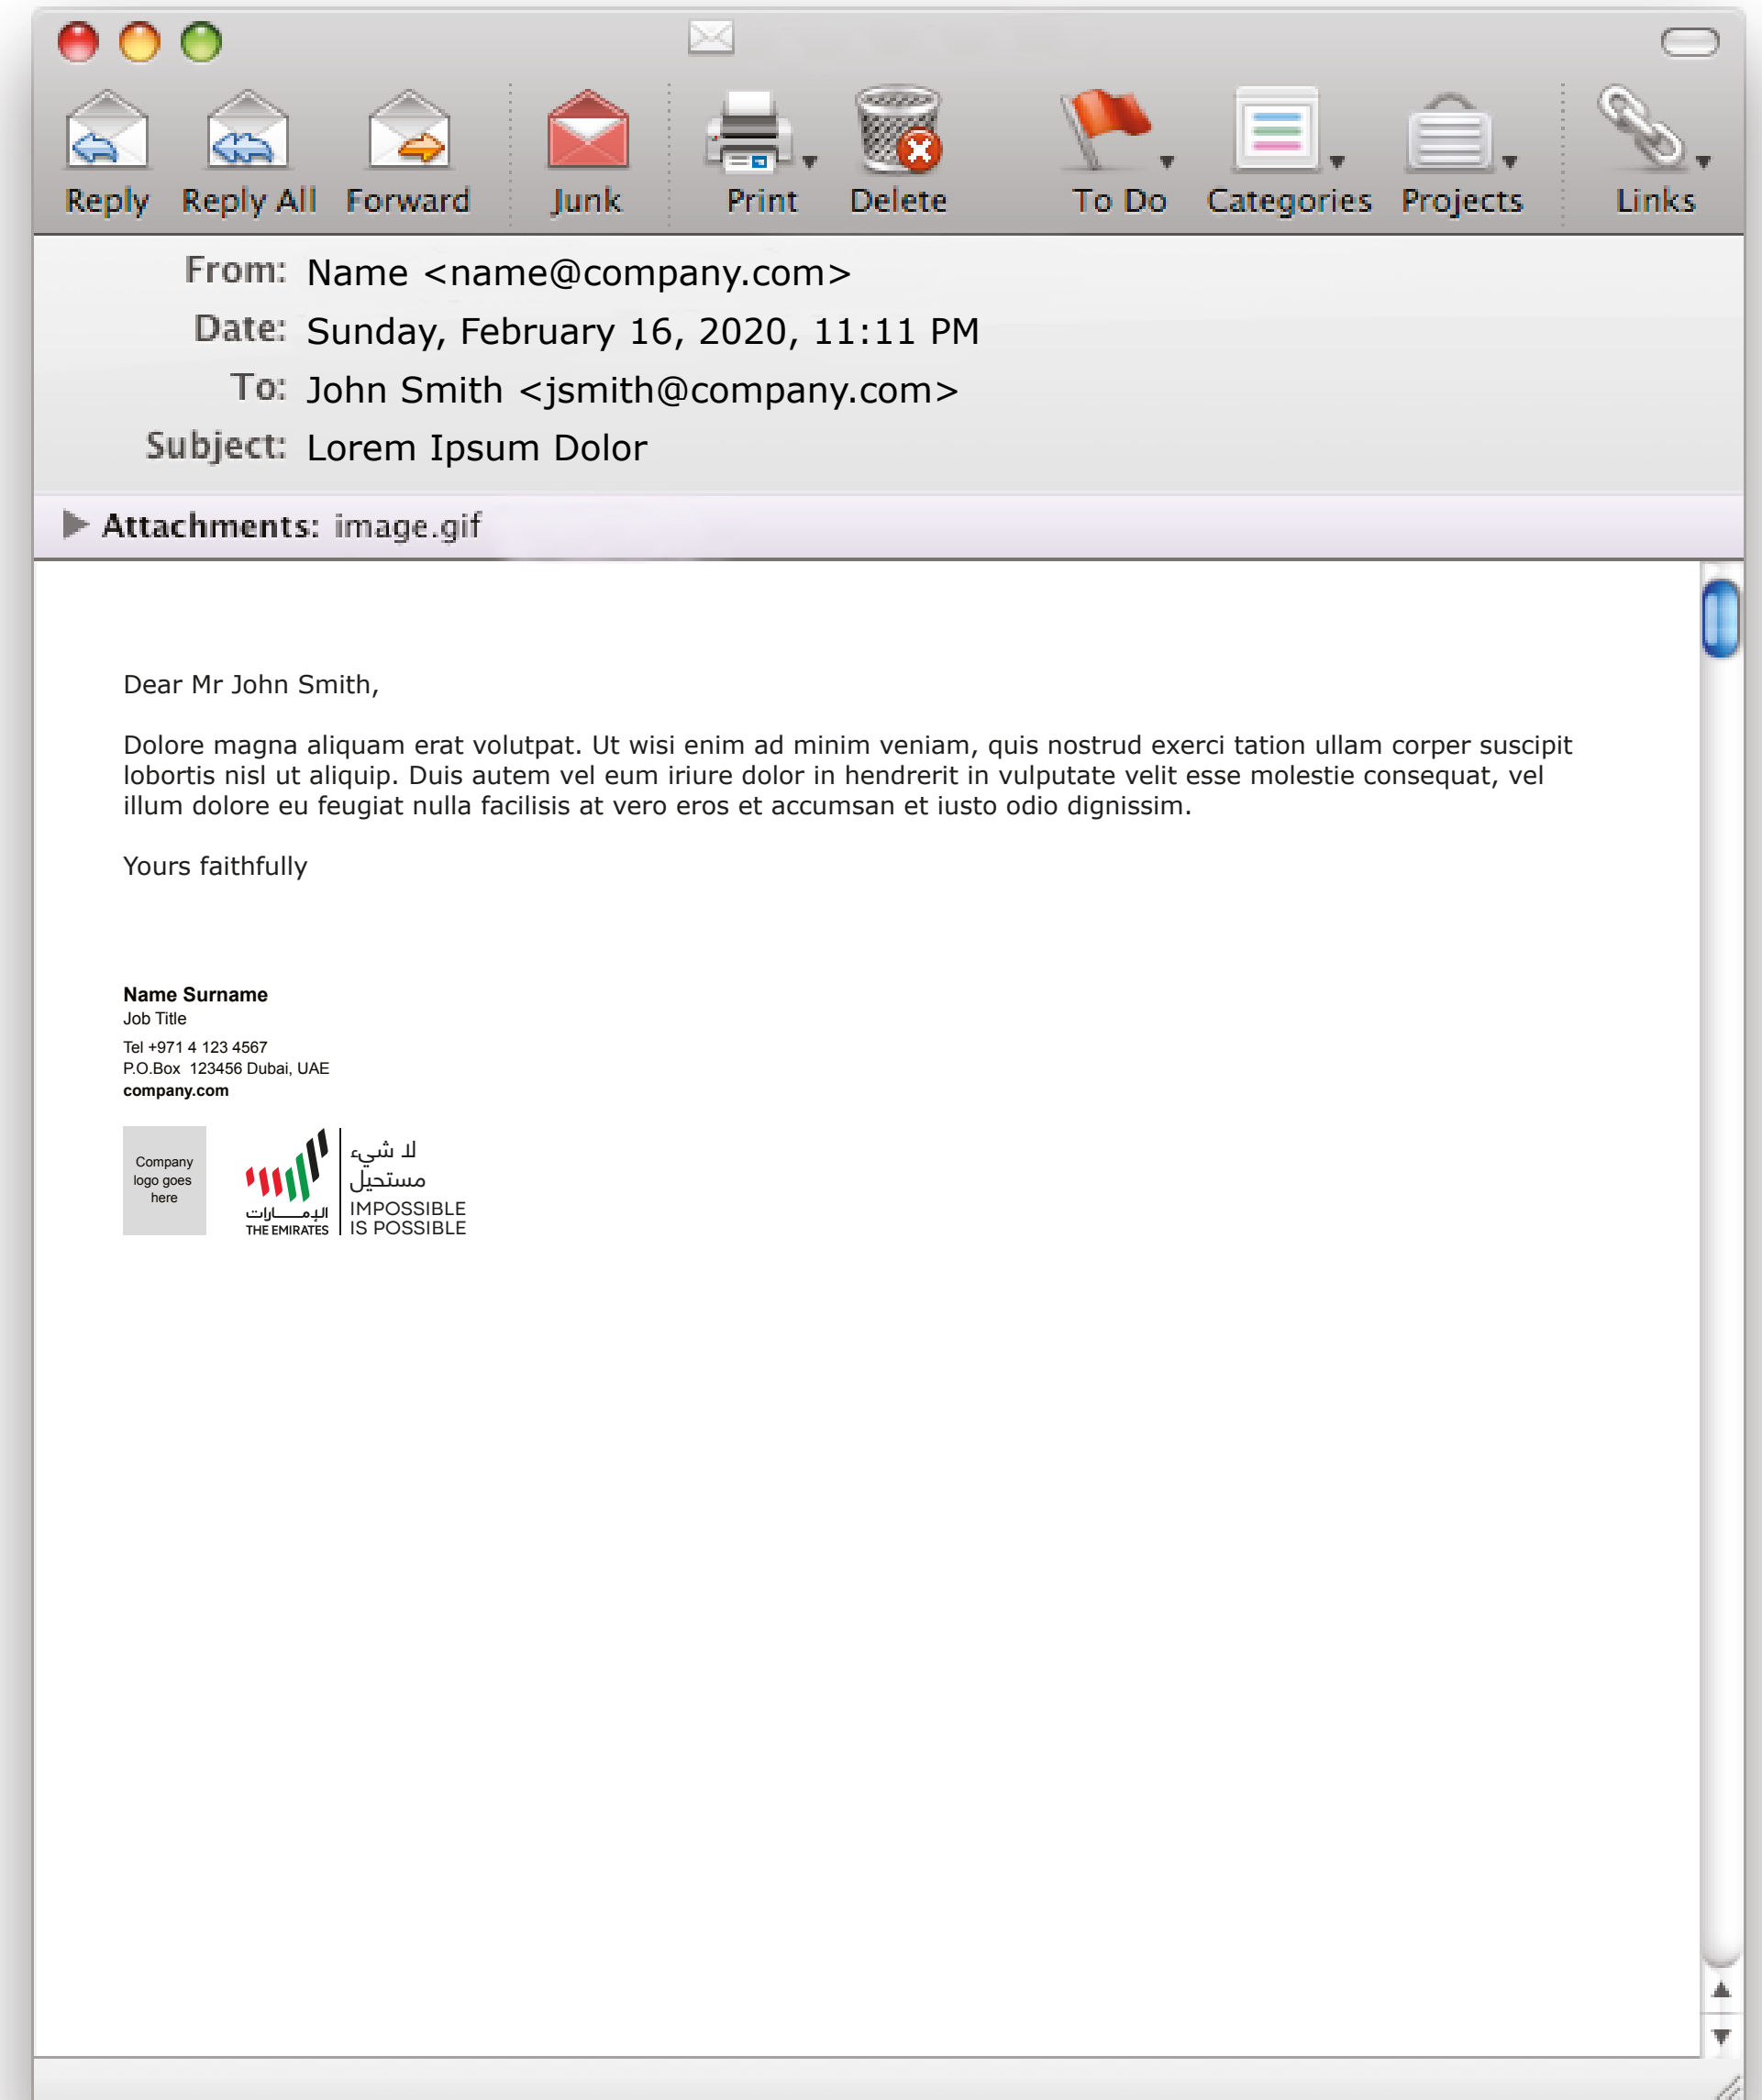 Reply Reply All Forward Junk Print Delete To Do Categories Projects Links
From: Name <name@company.com>
Date: Sunday, February 16, 2020, 11:11 PM
To: John Smith <jsmith@company.com>
Subject: Lorem Ipsum Dolor
Attachments: image.gif
Dear Mr John Smith,
Dolore magna aliquam erat volutpat. Ut wisi enim ad minim veniam, quis nostrud exerci tation ullam corper suscipit
lobortis nisl ut aliquip. Duis autem vel eum iriure dolor in hendrerit in vulputate velit esse molestie consequat, vel
illum dolore eu feugiat nulla facilisis at vero eros et accumsan et iusto odio dignissim.
Yours faithfully
Name Surname
Job Title
Tel +971 4 123 4567
P.O.Box 123456 Dubai, UAE
company.com
Company
logo goes
here
الإمـــارات
THE EMIRATES
لا شيء
مستحيل
IMPOSSIBLE
IS POSSIBLE